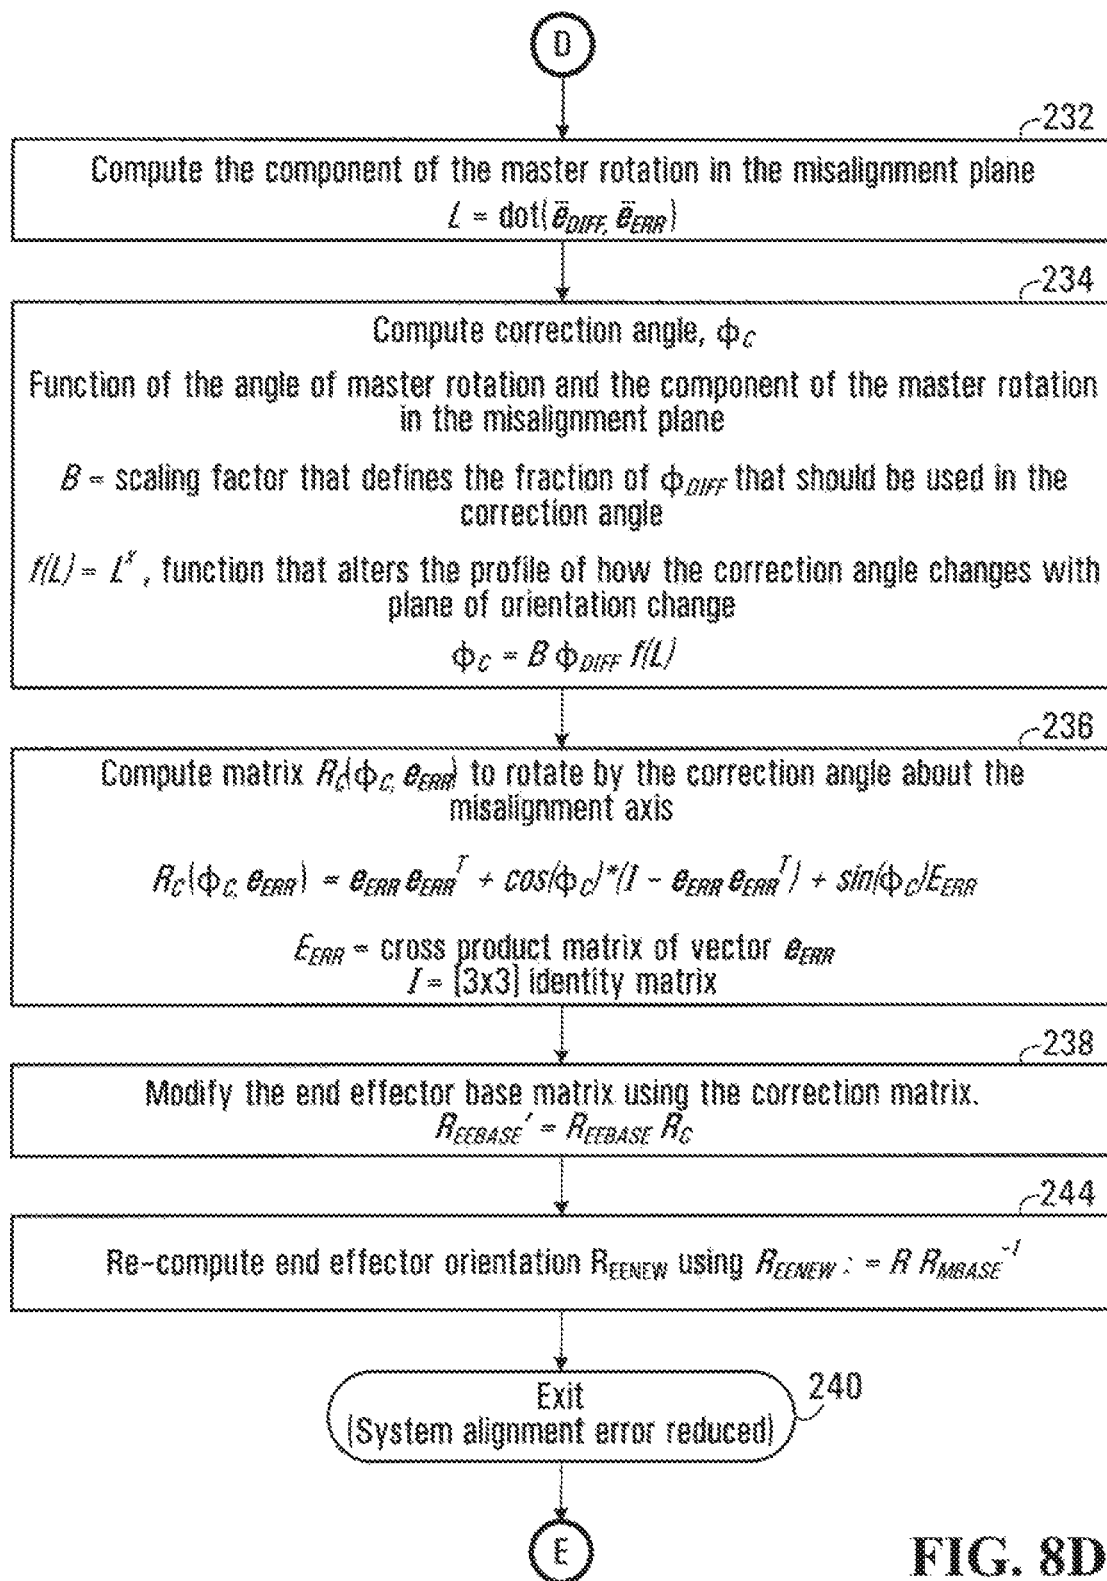 D
232
Compute the component of the master rotation in the misalignment plane
L = dot(ē_DIFF, ē_ERR)
234
Compute correction angle, Φ_C
Function of the angle of master rotation and the component of the master rotation
in the misalignment plane
B = scaling factor that defines the fraction of Φ_DIFF that should be used in the
correction angle
f(L) = L^x, function that alters the profile of how the correction angle changes with
plane of orientation change
Φ_C = B Φ_DIFF f(L)
236
Compute matrix R_C(Φ_C, e_ERR) to rotate by the correction angle about the
misalignment axis
R_C(Φ_C, e_ERR) = e_ERR e_ERR^T + cos(Φ_C)*(I - e_ERR e_ERR^T) + sin(Φ_C)E_ERR
E_ERR = cross product matrix of vector e_ERR
I = [3x3] identity matrix
238
Modify the end effector base matrix using the correction matrix.
R_EEBASE' = R_EEBASE R_C
244
Re-compute end effector orientation R_EENEW using R_EENEW := R R_MBASE^-1
Exit
(System alignment error reduced)
240
E
FIG. 8D